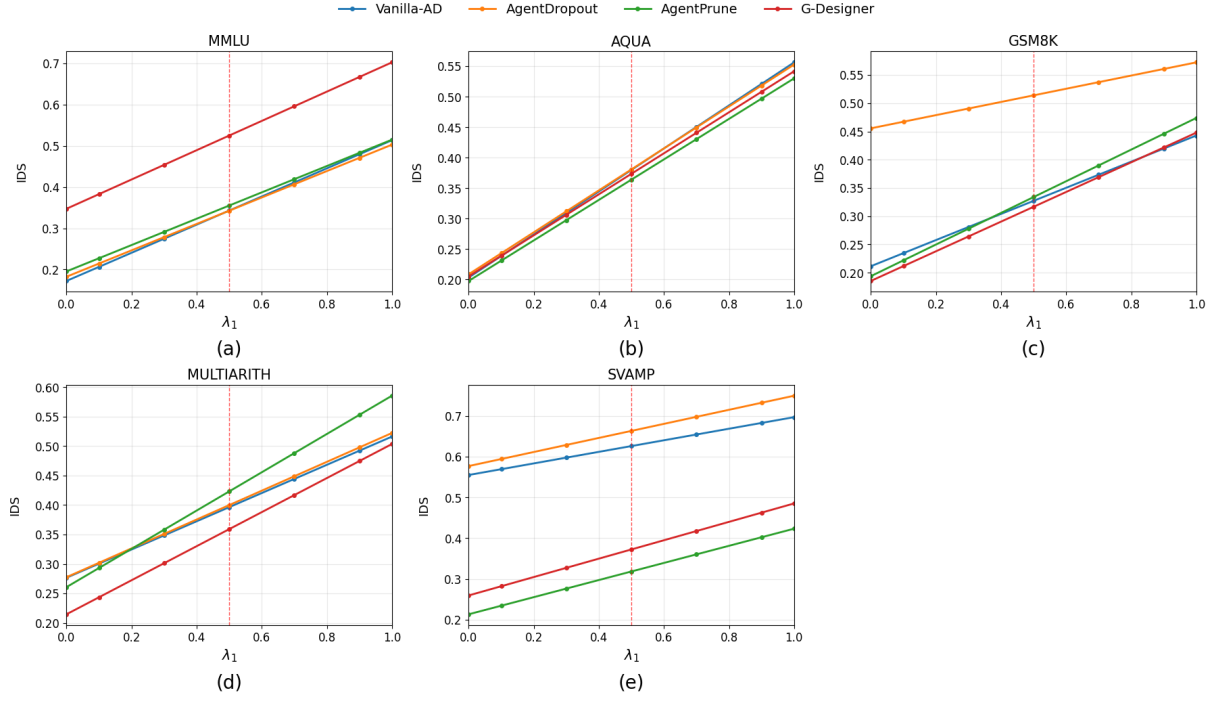 Vanilla-AD AgentDropout AgentPrune G-Designer
MMLU
0.7
0.6
0.5
0.4
0.3
0.2
IDS
0.0 0.2 0.4 0.6 0.8 1.0
λ1
(a)
AQUA
0.55
0.50
0.45
0.40
0.35
0.30
0.25
0.20
IDS
0.0 0.2 0.4 0.6 0.8 1.0
λ1
(b)
GSM8K
0.55
0.50
0.45
0.40
0.35
0.30
0.25
0.20
IDS
0.0 0.2 0.4 0.6 0.8 1.0
λ1
(c)
MULTIARITH
0.60
0.55
0.50
0.45
0.40
0.35
0.30
0.25
0.20
IDS
0.0 0.2 0.4 0.6 0.8 1.0
λ1
(d)
SVAMP
0.7
0.6
0.5
0.4
0.3
0.2
IDS
0.0 0.2 0.4 0.6 0.8 1.0
λ1
(e)